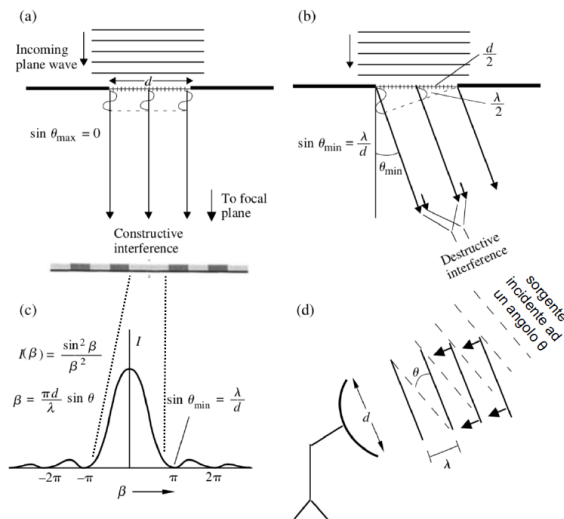 (a)
Incoming
plane wave
d
sin θmax = 0
To focal
plane
Constructive
interference
(b)
d/2
λ/2
sin θmin = λ/d
θmin
Destructive
interference
(c)
I
I(β) = sin² β / β²
β = πd/λ sin θ
sin θmin = λ/d
−2π −π π 2π
β
(d)
sorgente
incidente ad
un angolo θ
θ
d
λ